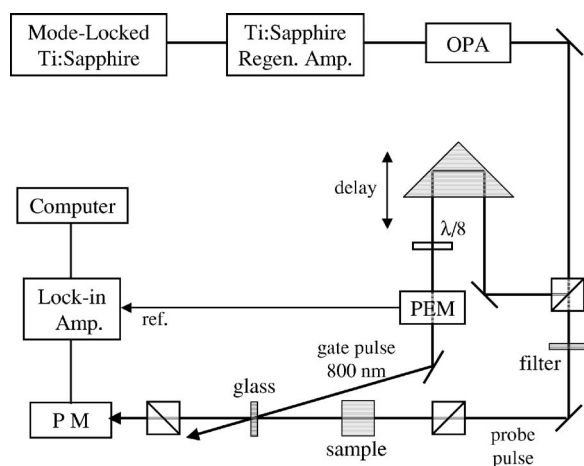 Mode-Locked
Ti:Sapphire
Ti:Sapphire
Regen. Amp.
OPA
delay
λ/8
Computer
Lock-in
Amp.
ref.
PEM
gate pulse
800 nm
filter
glass
P M
sample
probe
pulse